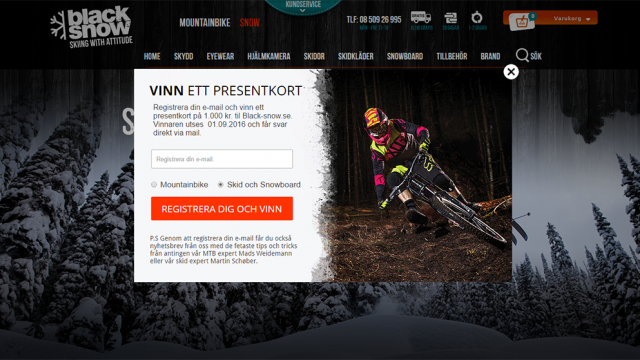 KUNDSERVICE
black
snow
SKIING WITH ATTITUDE
MOUNTAINBIKE
SNOW
TLF: 08 509 26 995
Varukorg
HOME
SKYDD
EYEWEAR
HJÄLMKAMERA
SKIDOR
SKIDKLÄDER
SNOWBOARD
TILLBEHÖR
BRAND
SÖK
VINN ETT PRESENTKORT
Registrera din e-mail och vinn ett
presentkort på 1.000 kr. til Black-snow.se.
Vinnaren utses 01.09.2016 och får svar
direkt via mail.
Registrera din e-mail.
Mountainbike
Skid och Snowboard
REGISTRERA DIG OCH VINN
P.S Genom att registrera din e-mail får du också
nyhetsbrev från oss med de fetaste tips och tricks
från antingen vår MTB expert Mads Weidemann
eller vår skid expert Martin Schøber.